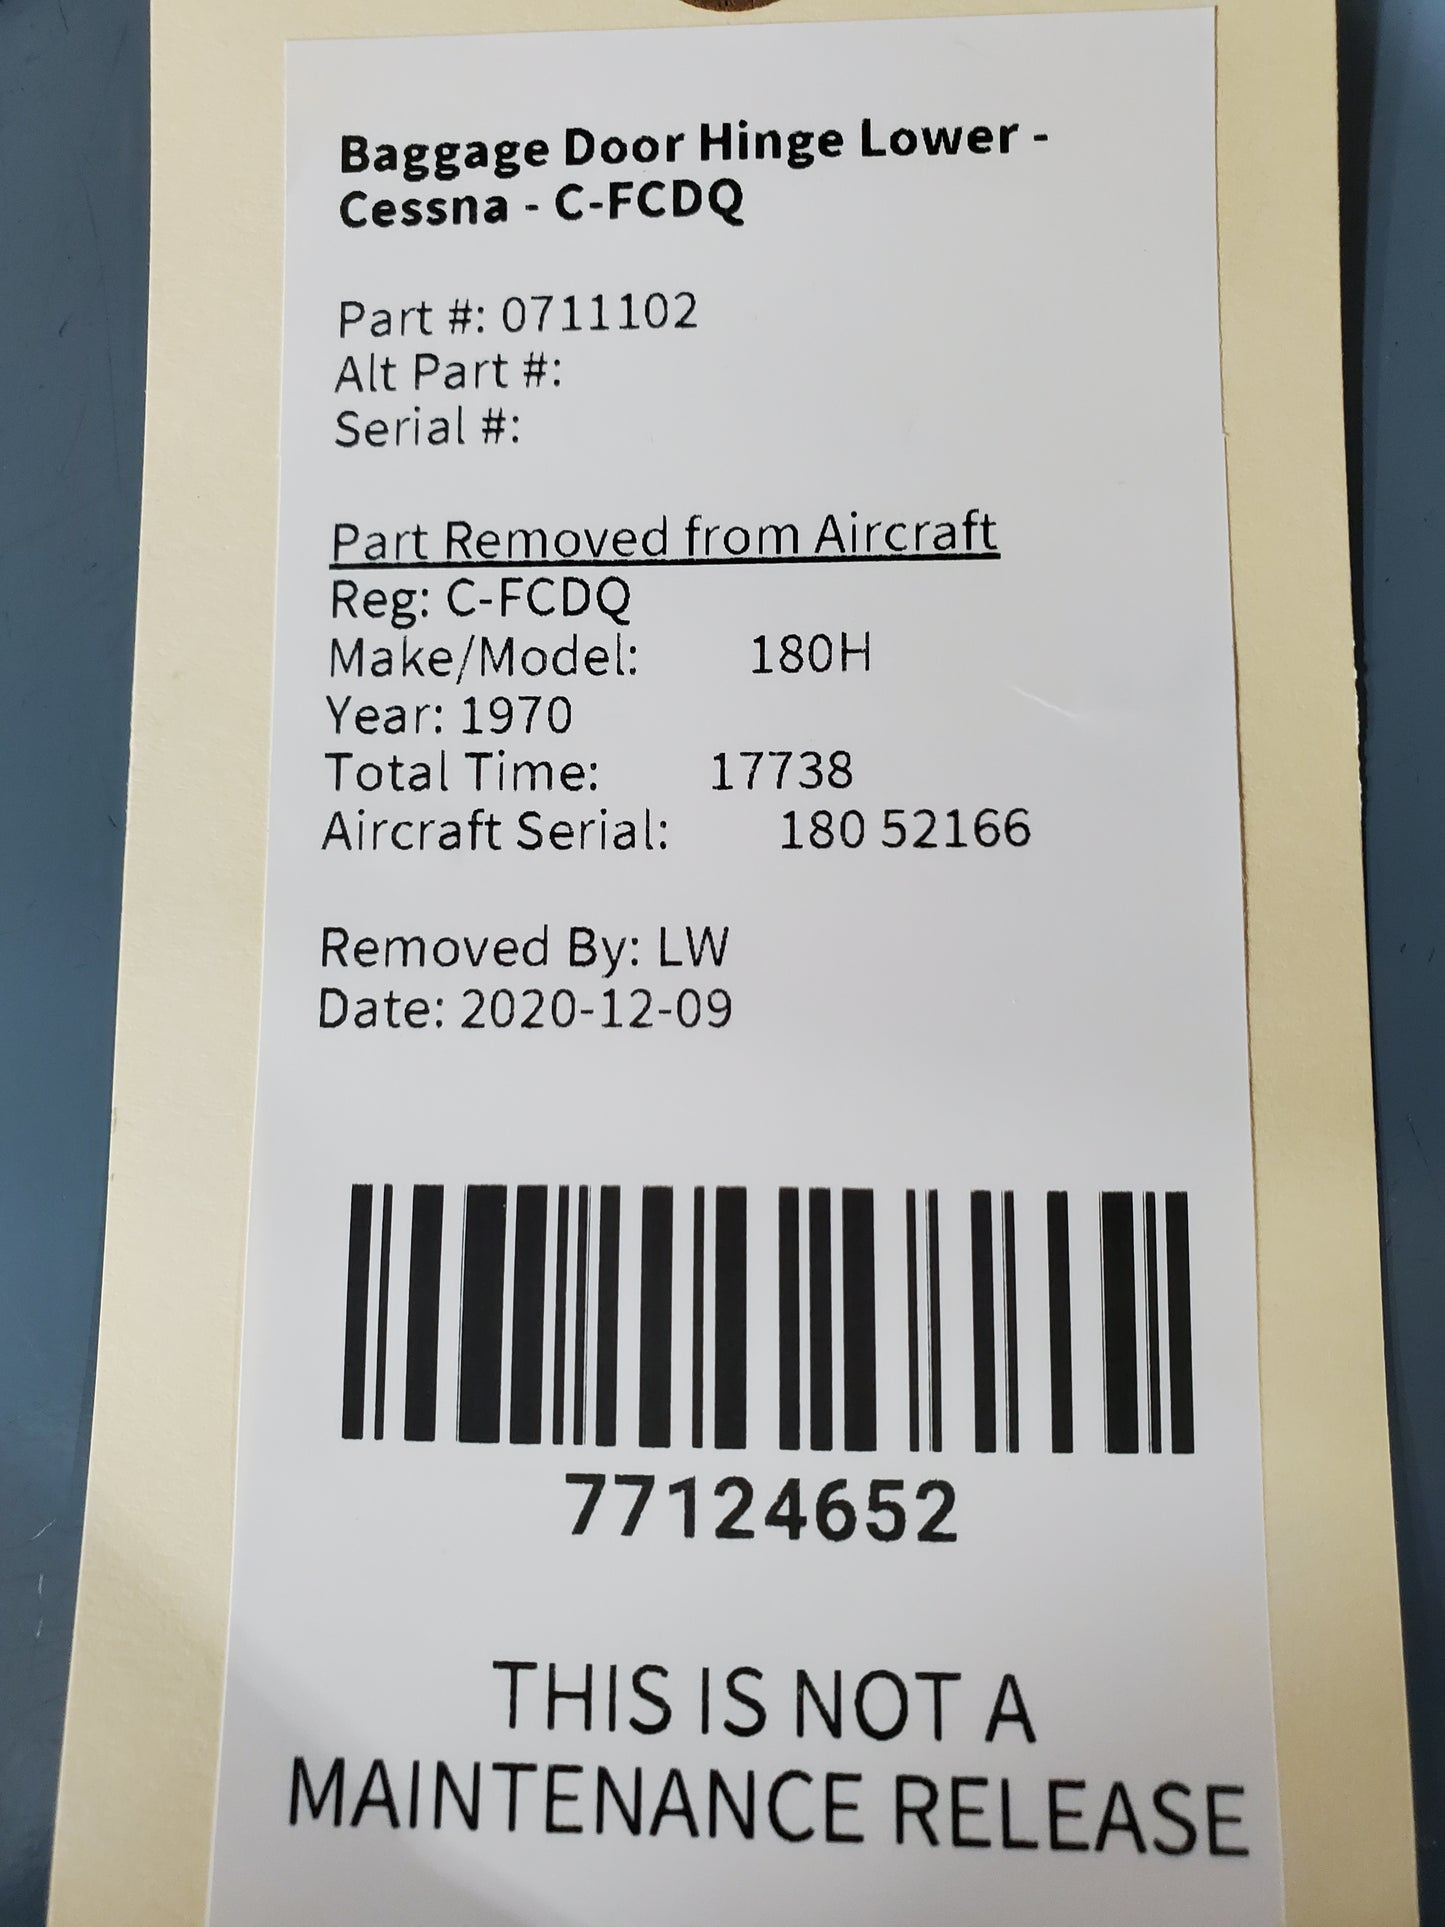 Baggage Door Hinge Lower -
Cessna - C-FCDQ
Part #: 0711102
Alt Part #:
Serial #:
Part Removed from Aircraft
Reg: C-FCDQ
Make/Model: 180H
Year: 1970
Total Time: 17738
Aircraft Serial: 180 52166
Removed By: LW
Date: 2020-12-09
77124652
THIS IS NOT A
MAINTENANCE RELEASE